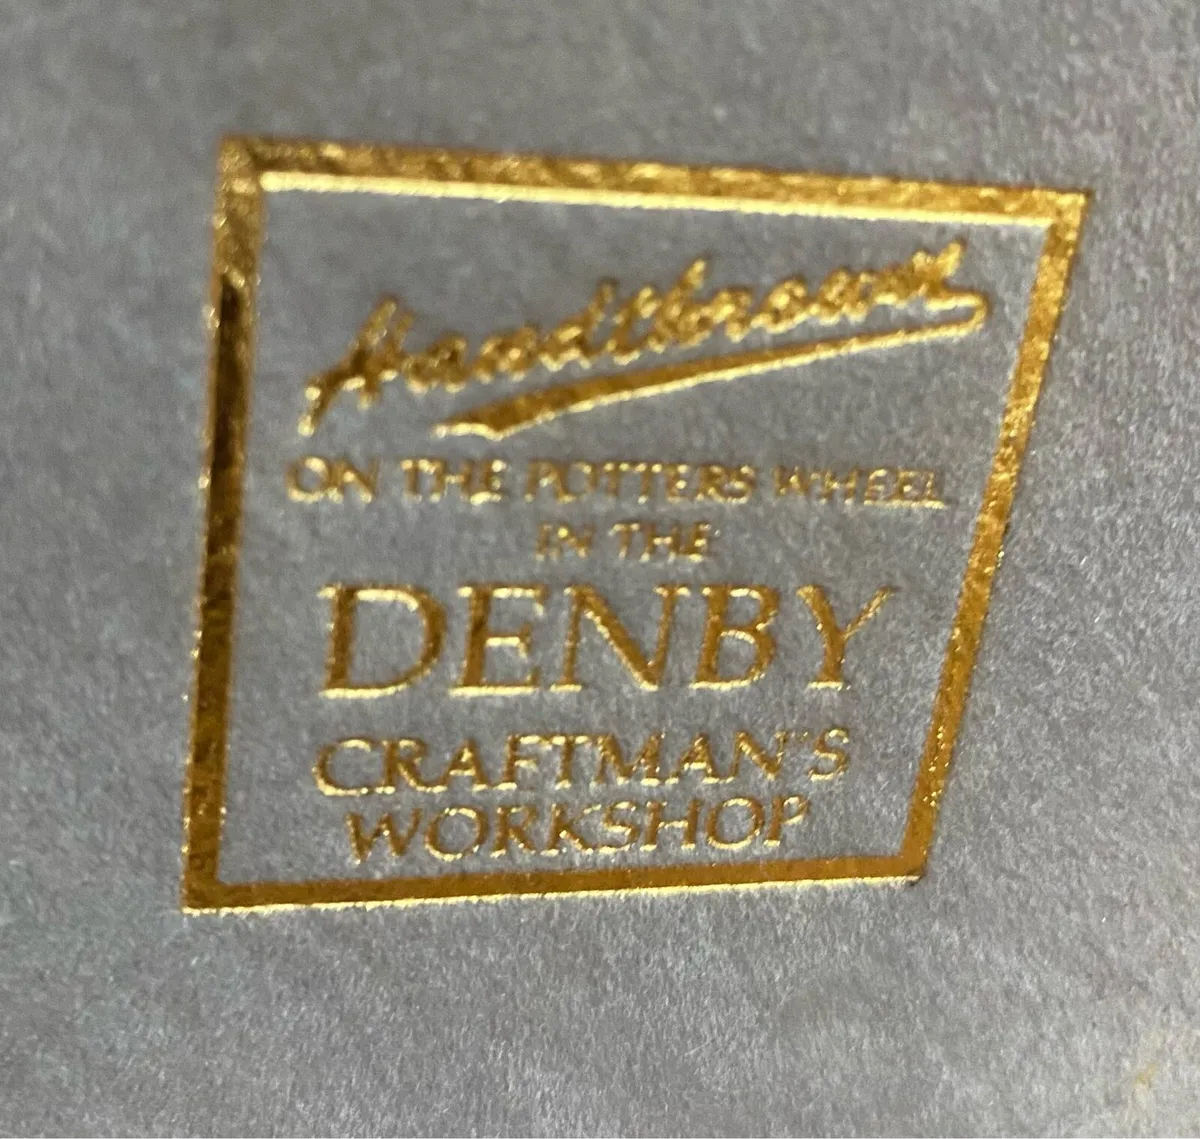 Handthrown
ON THE POTTERS WHEEL
IN THE
DENBY
CRAFTMAN'S
WORKSHOP